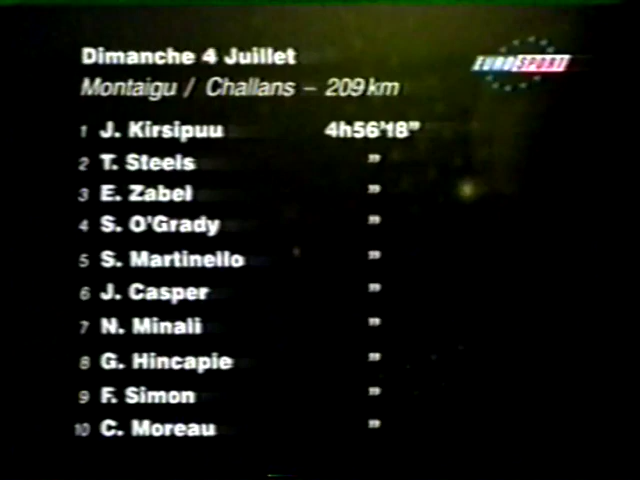 Dimanche 4 Juillet
EUROSPORT
Montaigu / Challans – 209 km
1 J. Kirsipuu 4h56'18"
2 T. Steels "
3 E. Zabel "
4 S. O'Grady "
5 S. Martinello "
6 J. Casper "
7 N. Minali "
8 G. Hincapie "
9 F. Simon "
10 C. Moreau "